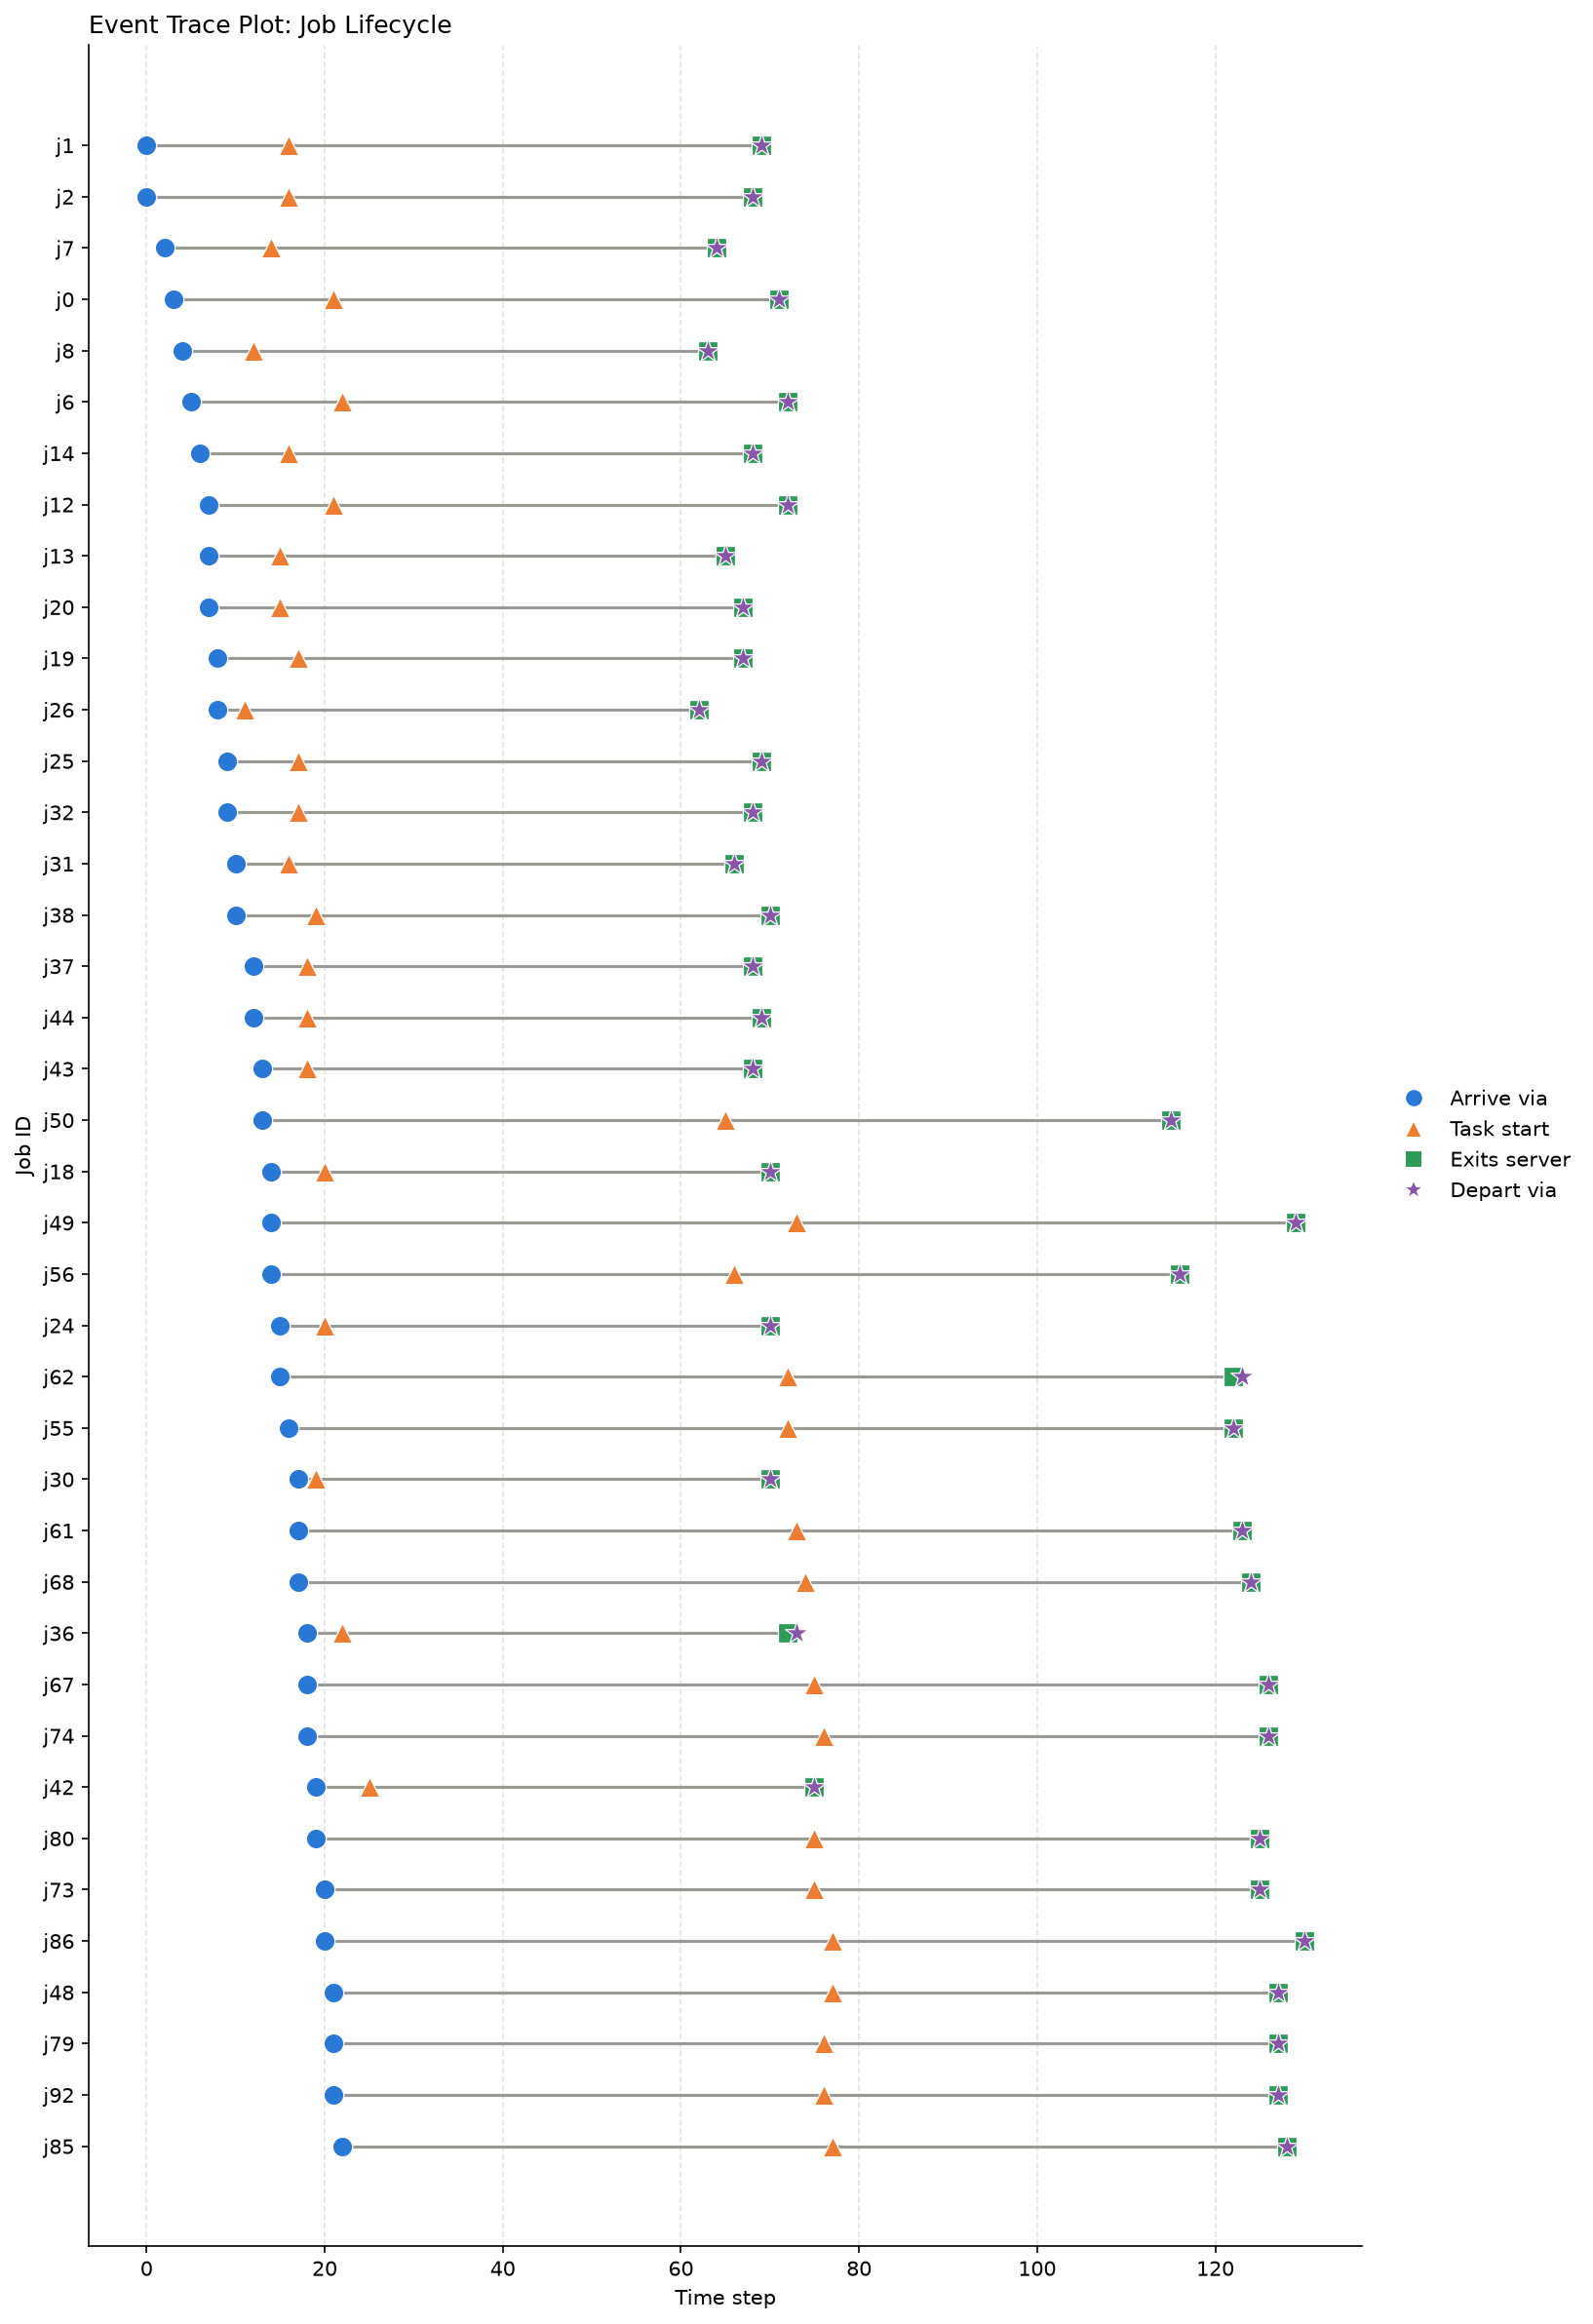 Event Trace Plot: Job Lifecycle
j1
j2
j7
j0
j8
j6
j14
j12
j13
j20
j19
j26
j25
j32
j31
j38
j37
j44
j43
j50
j18
j49
j56
j24
j62
j55
j30
j61
j68
j36
j67
j74
j42
j80
j73
j86
j48
j79
j92
j85
Job ID
0 20 40 60 80 100 120
Time step
Arrive via
Task start
Exits server
Depart via